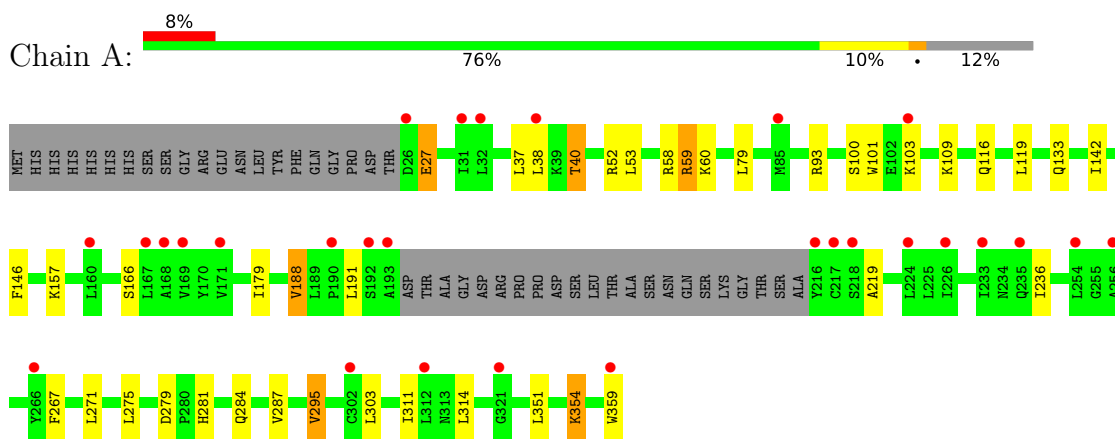 8%
Chain A:
76% 10% • 12%
MET HIS HIS HIS HIS HIS HIS SER SER GLY ARG GLU ASN LEU TYR PHE GLN GLY PRO ASP THR D26 E27 I31 L32 L37 L38 K39 T40 R52 L53 R58 R59 K60 L79 M85 R93 S100 W101 E102 K103 K109 Q116 L119 Q133 I142
F146 K157 L160 S166 L167 A168 V169 Y170 V171 I179 V188 L189 P190 L191 S192 A193 ASP THR ALA GLY ASP ARG PRO PRO ASP SER LEU THR ALA SER ASN GLN SER LYS GLY THR SER ALA Y216 C217 S218 A219 L224 L225 I226 I233 N234 Q235 I236 L254 G255 A256
Y266 F267 L271 L275 D279 P280 H281 Q284 V287 V295 C302 L303 I311 L312 N313 L314 G321 L351 K354 W359